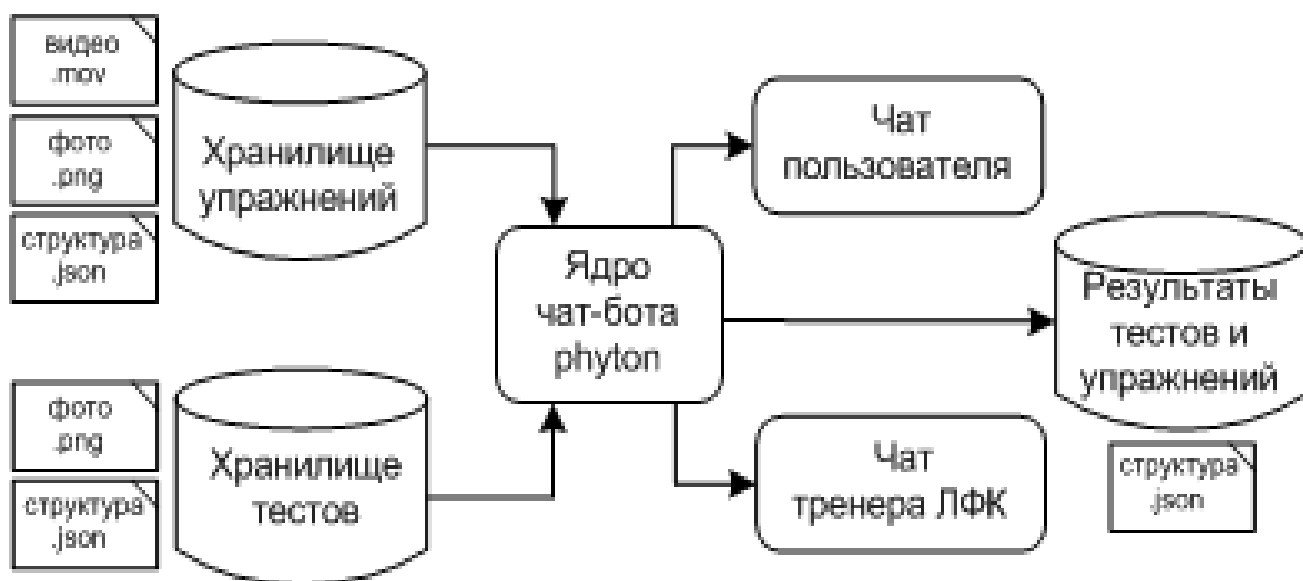 видео
.mov
фото
.png
структура
.json
Хранилище
упражнений
фото
.png
структура
.json
Хранилище
тестов
Ядро
чат-бота
phyton
Чат
пользователя
Чат
тренера ЛФК
Результаты
тестов и
упражнений
структура
.json